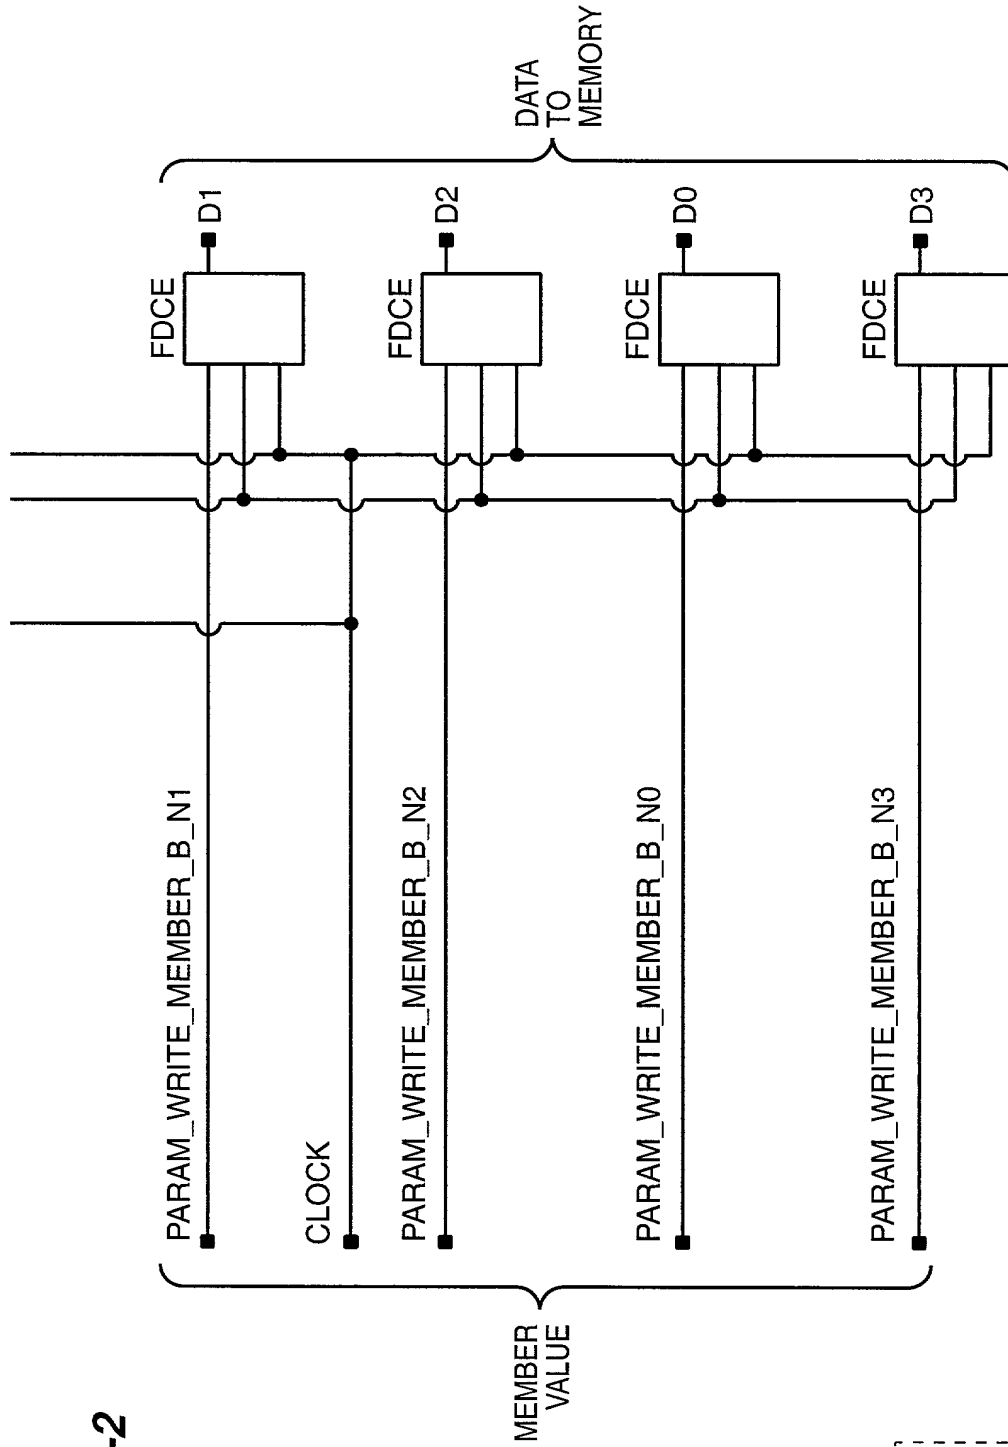 -2
MEMBER
VALUE
PARAM_WRITE_MEMBER_B_N1
CLOCK
PARAM_WRITE_MEMBER_B_N2
PARAM_WRITE_MEMBER_B_N0
PARAM_WRITE_MEMBER_B_N3
FDCE
D1
FDCE
D2
FDCE
D0
FDCE
D3
DATA
TO
MEMORY